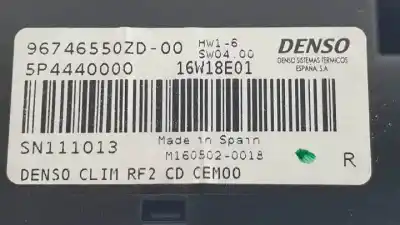 96746550ZD-00 HW1-6 DENSO
SW04.00
5P4440000 16W18E01 DENSO SISTEMAS TERMICOS
ESPAÑA, S.A
SN111013 Made in Spain
M160502-0018 R
DENSO CLIM RF2 CD CEM00